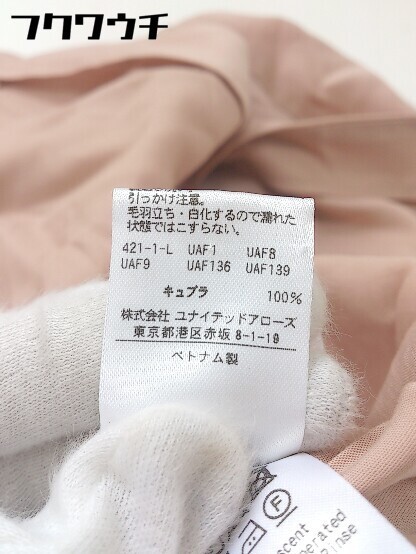 フクワウチ
引っかけ注意。
毛羽立ち・白化するので濡れた
状態ではこすらない。
421-1-L UAF1 UAF8
UAF9 UAF136 UAF139
キュプラ 100%
株式会社 ユナイテッドアローズ
東京都港区赤坂 8-1-19
ベトナム製
F